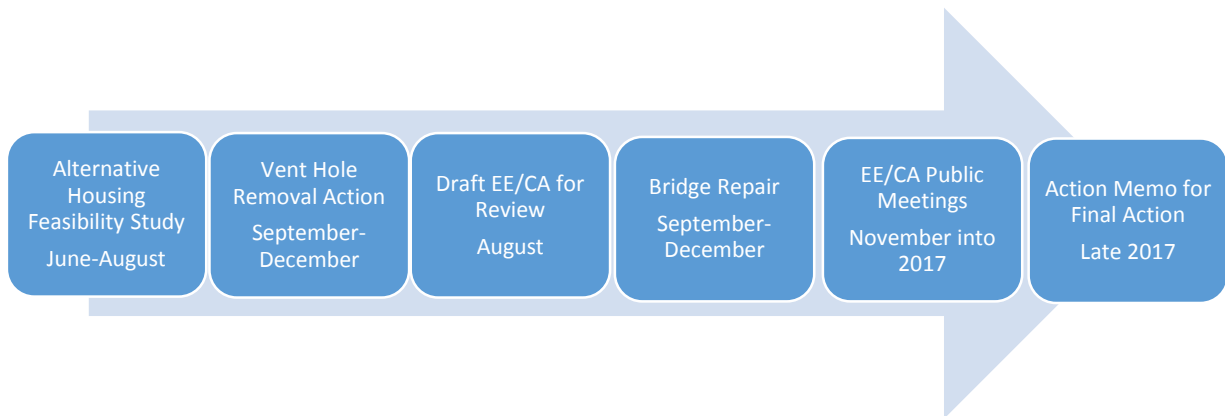 Alternative
Housing
Feasibility Study
June-August
Vent Hole
Removal Action
September-
December
Draft EE/CA for
Review
August
Bridge Repair
September-
December
EE/CA Public
Meetings
November into
2017
Action Memo for
Final Action
Late 2017